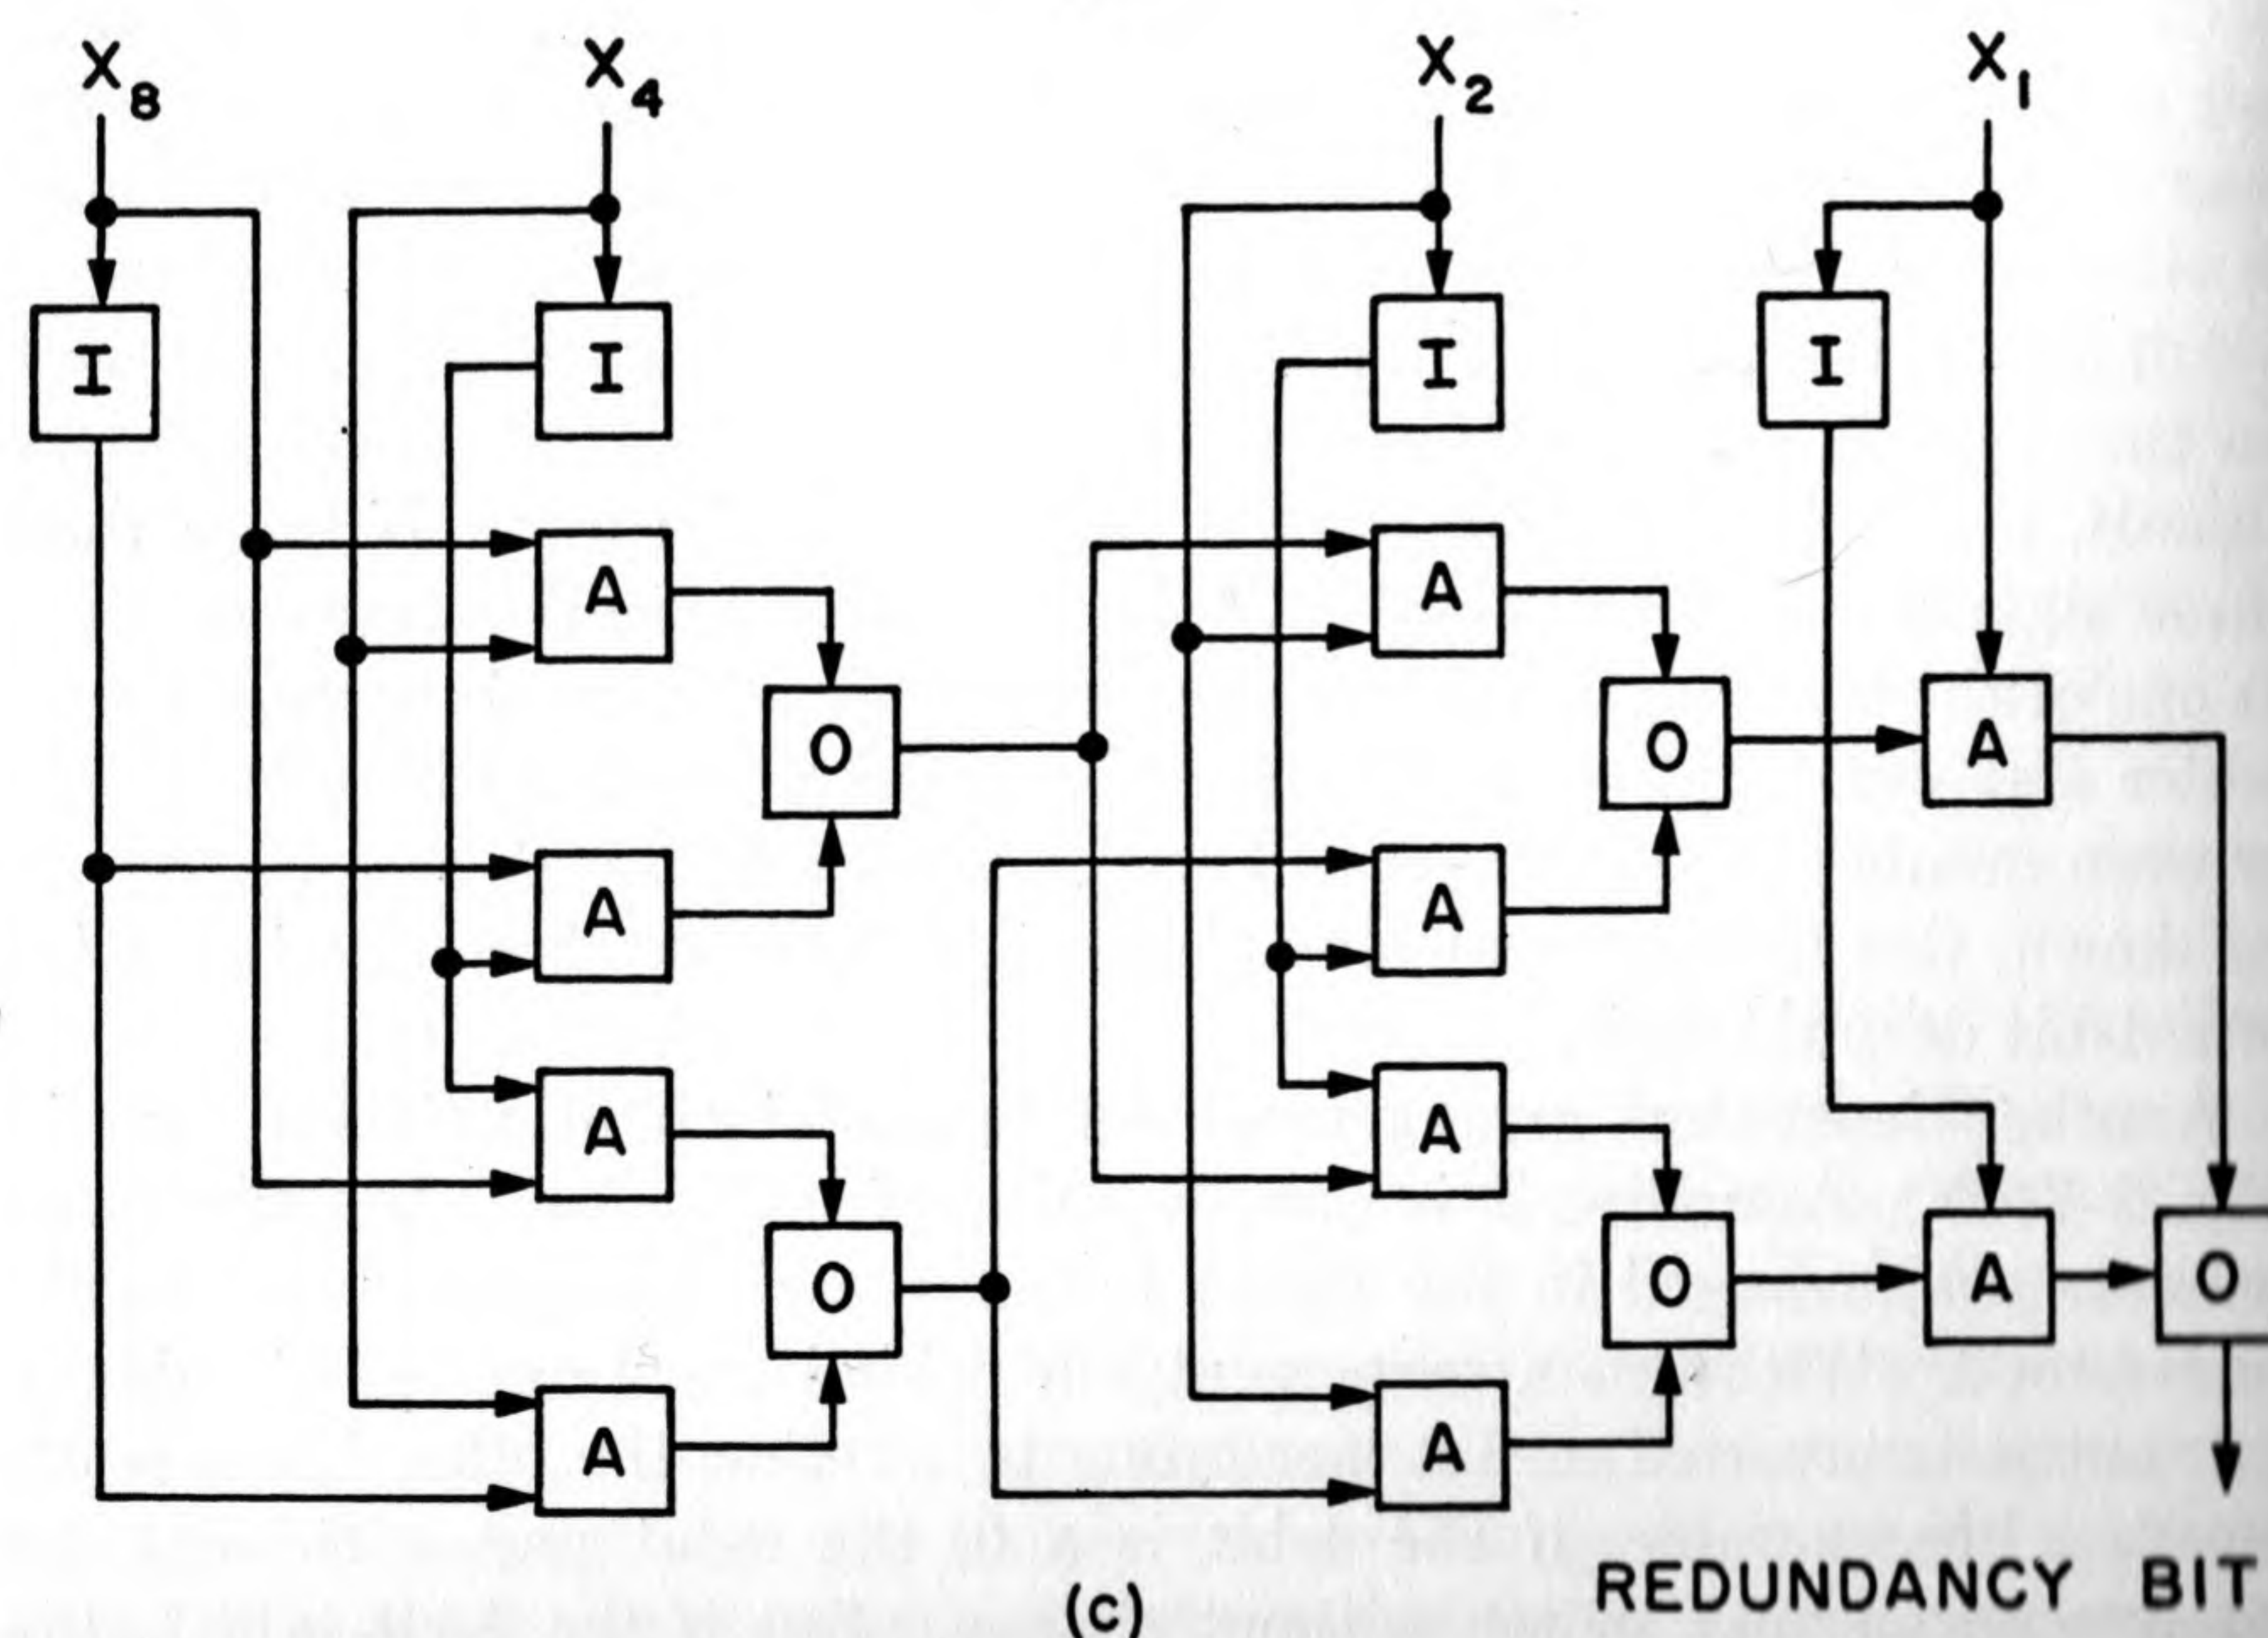 X8 X4 X2 X1
I I I I
A A
O O A
A A
A A
O O A O
A A
(c)
REDUNDANCY BIT